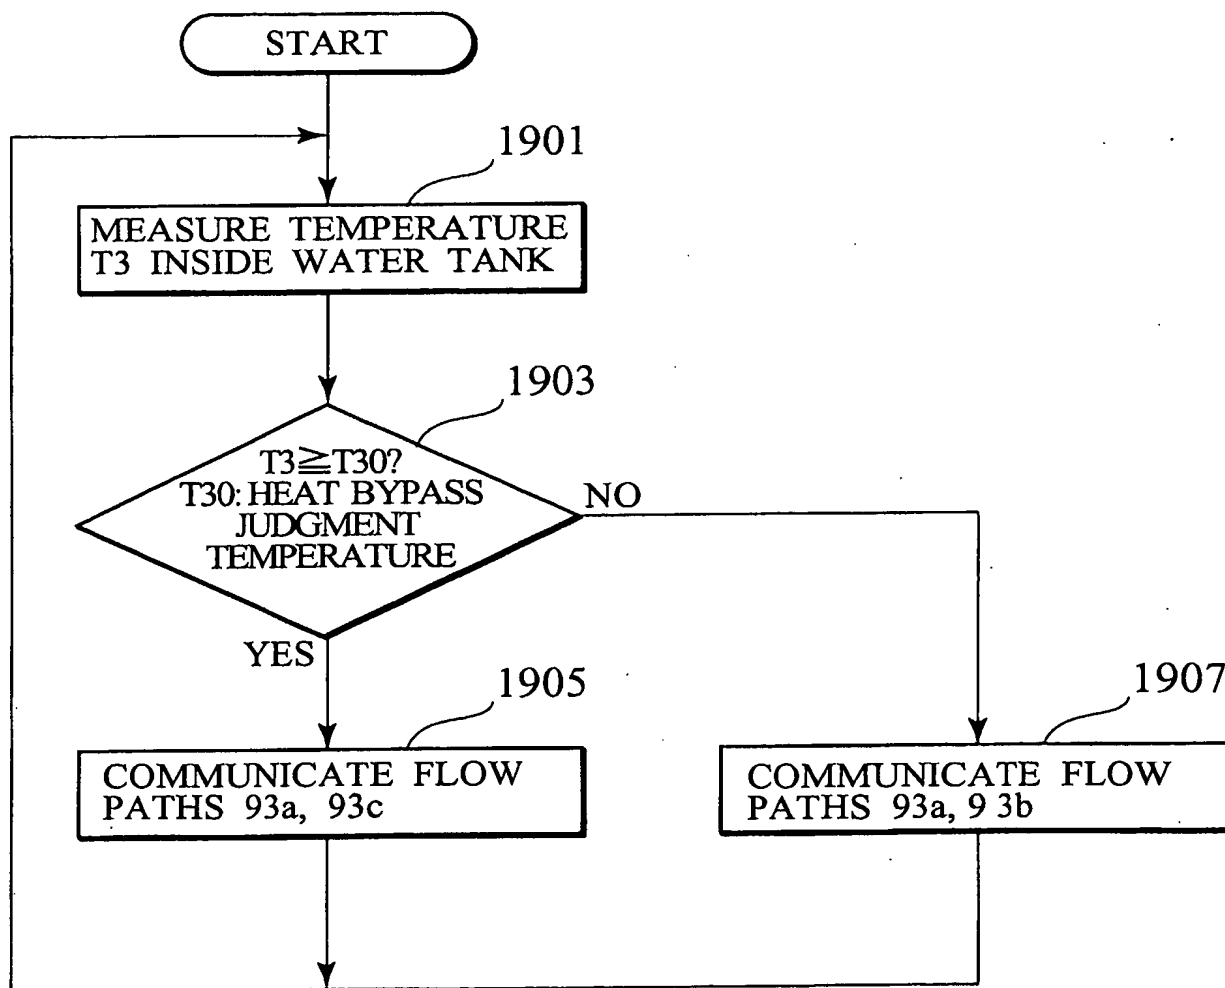 START
1901
MEASURE TEMPERATURE
T3 INSIDE WATER TANK
1903
T3≧T30?
T30: HEAT BYPASS
JUDGMENT
TEMPERATURE
NO
YES
1905
1907
COMMUNICATE FLOW
PATHS 93a, 93c
COMMUNICATE FLOW
PATHS 93a, 9 3b